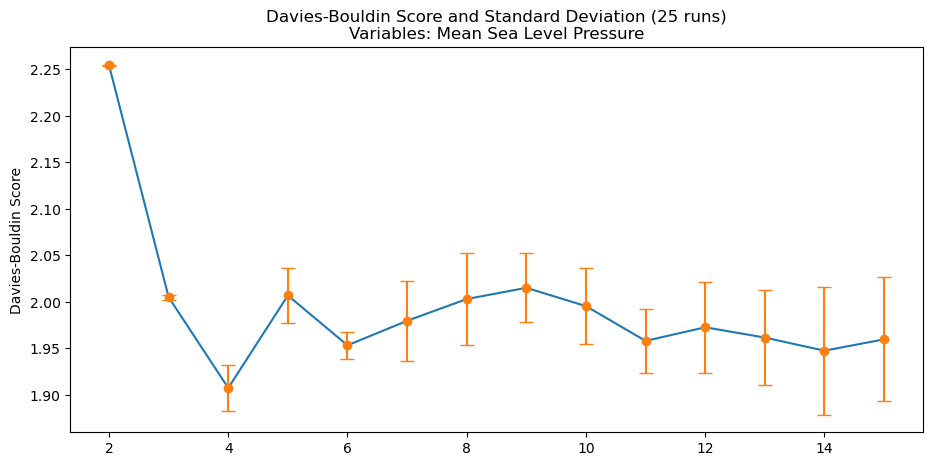 Davies-Bouldin Score and Standard Deviation (25 runs)
Variables: Mean Sea Level Pressure
Davies-Bouldin Score
2.25
2.20
2.15
2.10
2.05
2.00
1.95
1.90
2 4 6 8 10 12 14